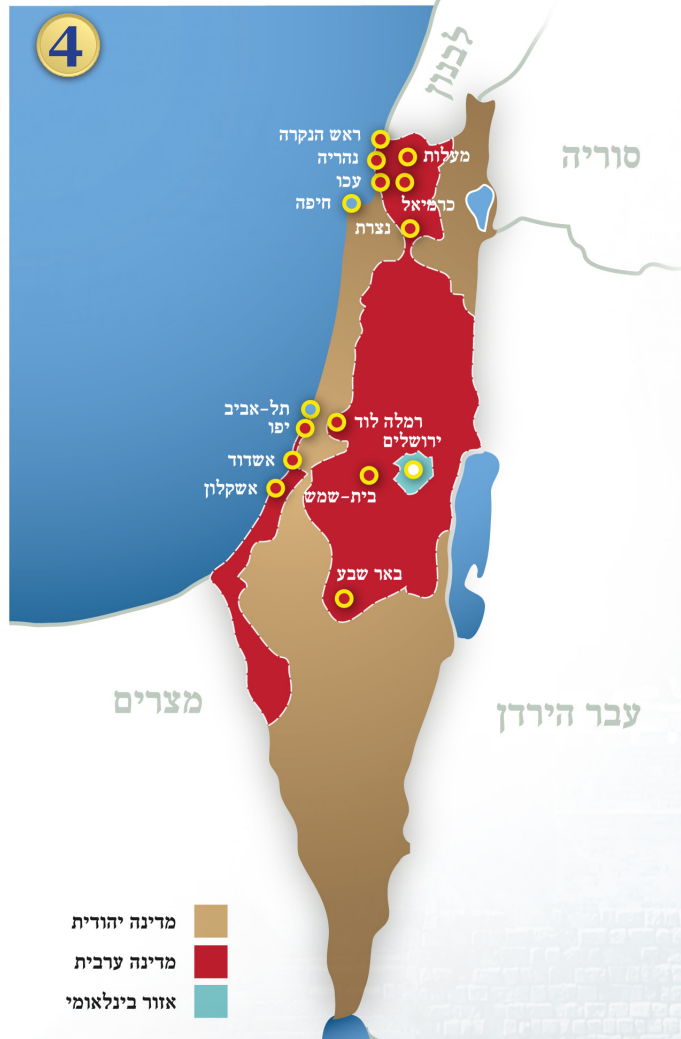 4
לבנון
סוריה
ראש הנקרה
נהריה
מעלות
עכו
כרמיאל
חיפה
נצרת
תל-אביב
יפו
רמלה לוד
ירושלים
אשדוד
אשקלון
בית-שמש
באר שבע
מצרים
עבר הירדן
מדינה יהודית
מדינה ערבית
אזור בינלאומי